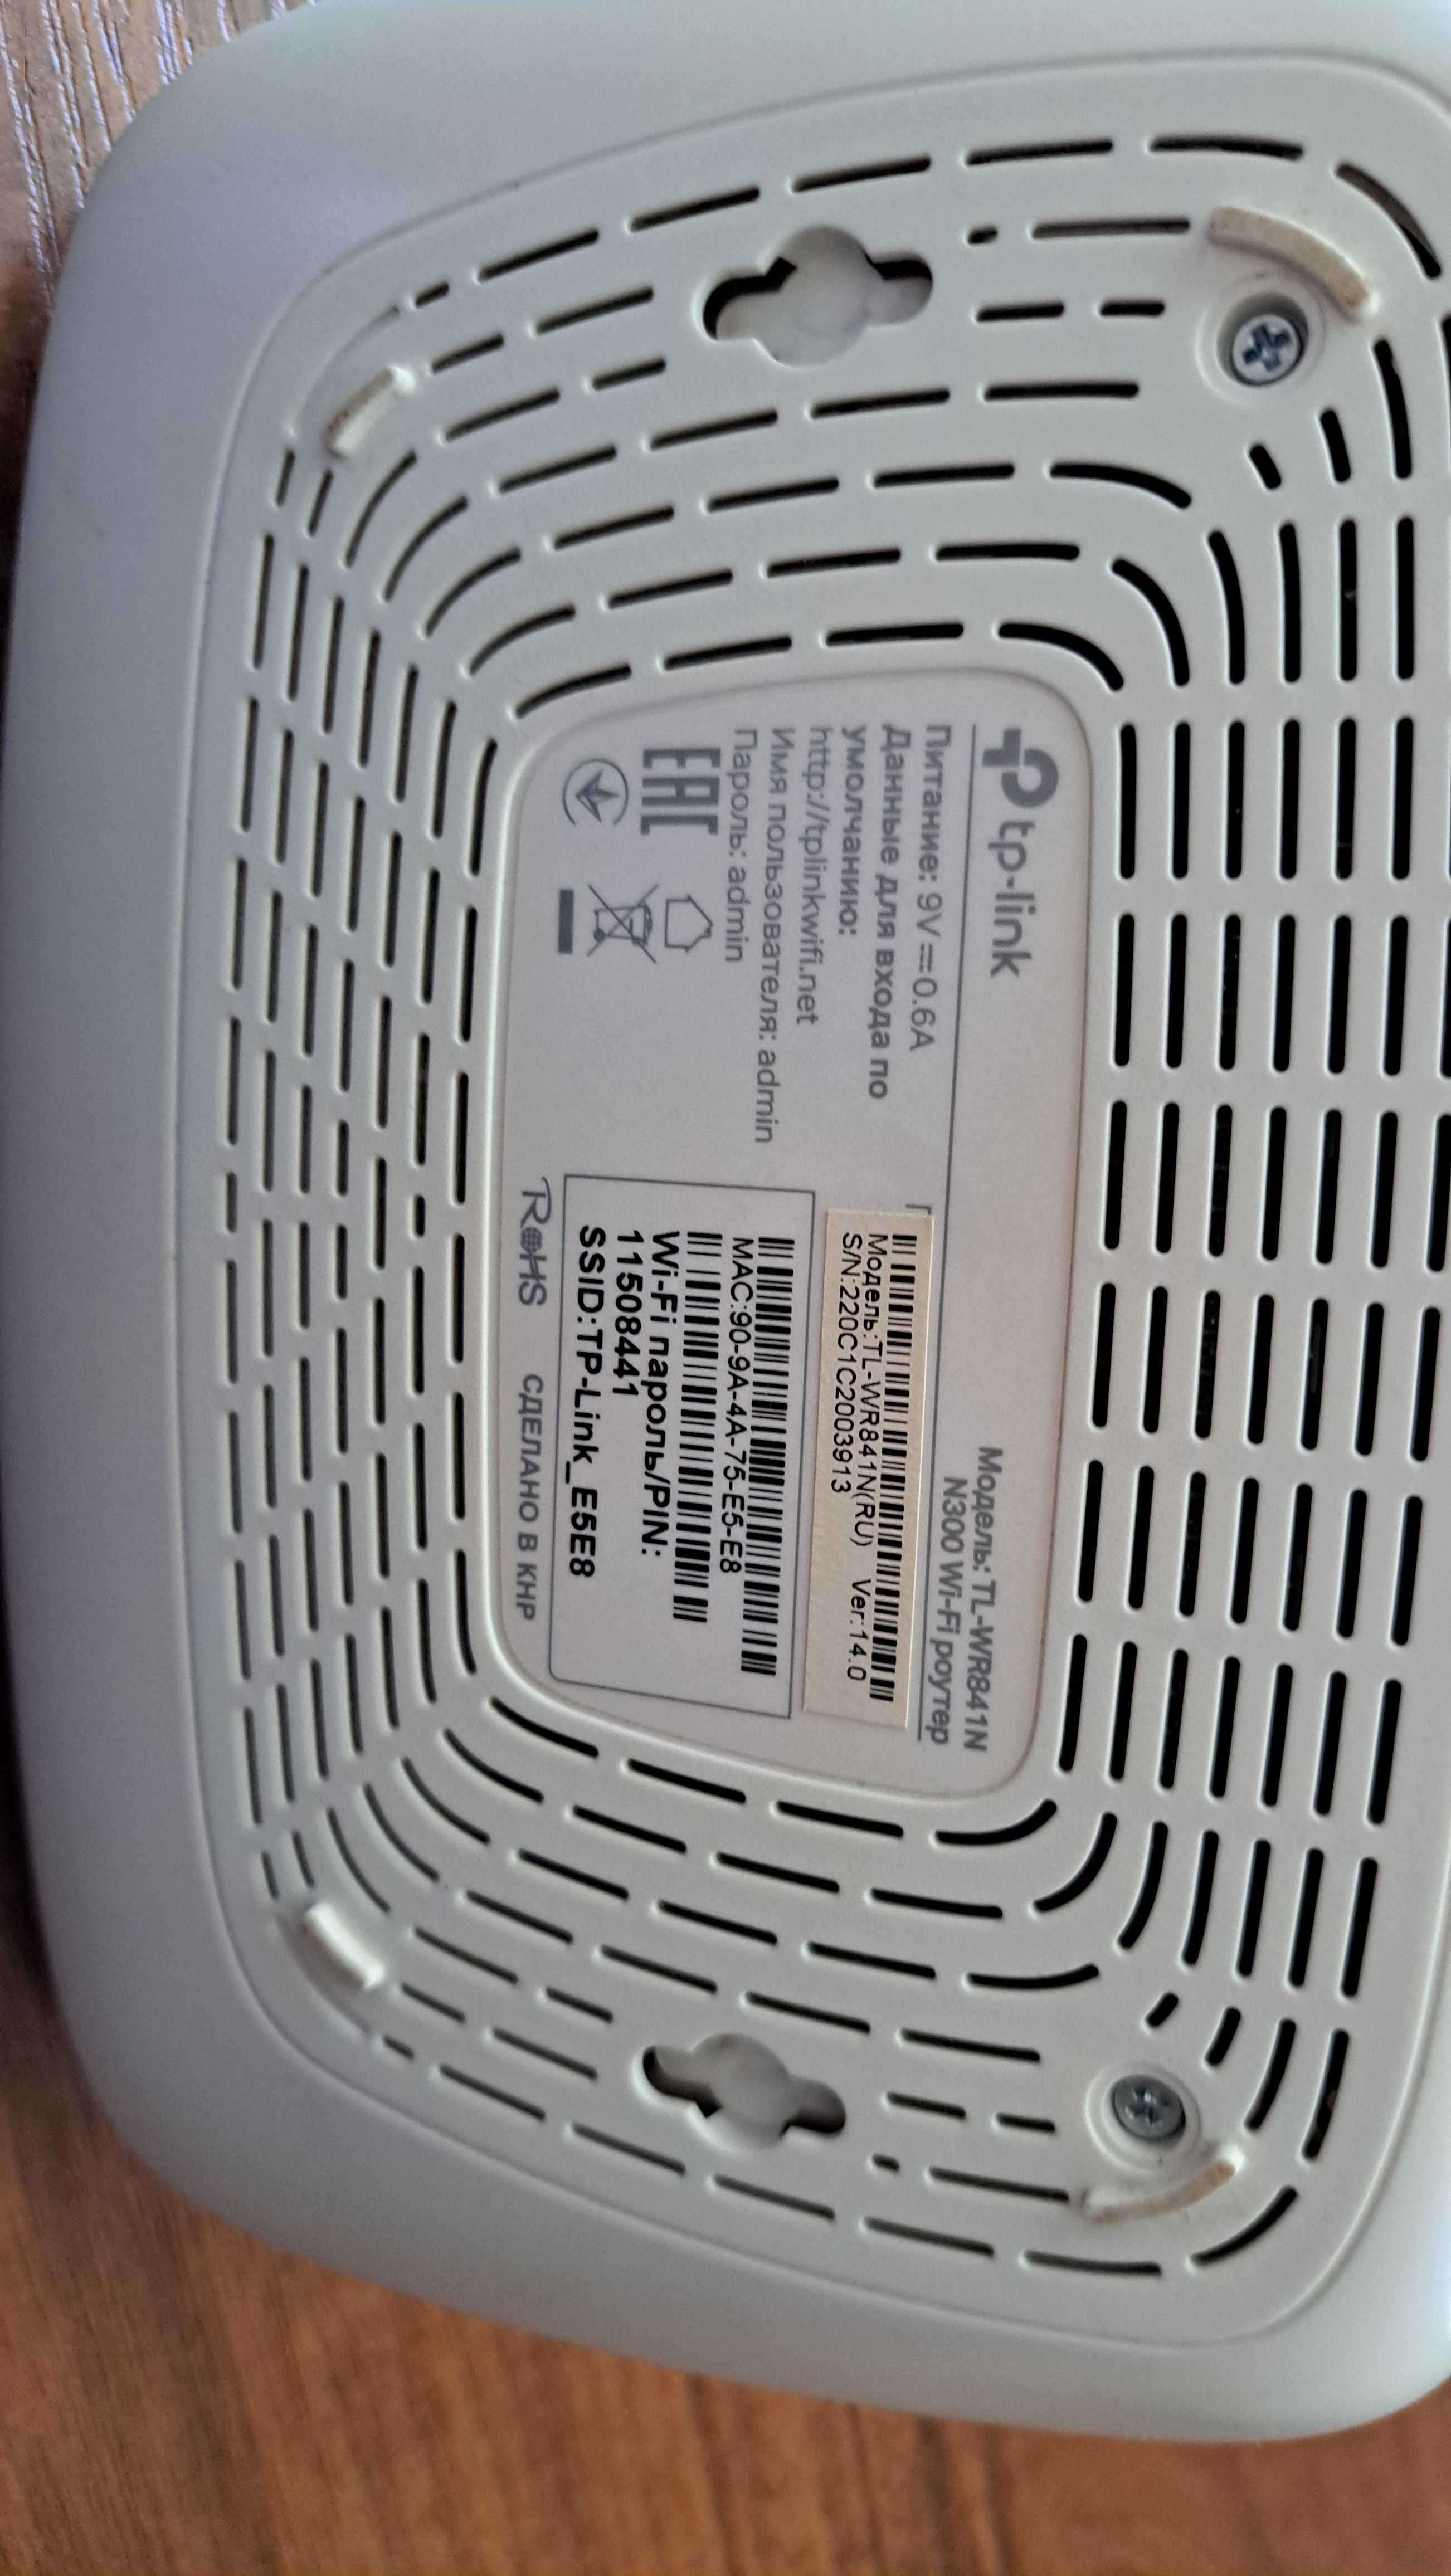 tp-link
Модель: TL-WR841N
N300 Wi-Fi роутер
Питание: 9V⎓0.6A
Данные для входа по
умолчанию:
http://tplinkwifi.net
Имя пользователя: admin
Пароль: admin
EAC
Модель:TL-WR841N(RU) Ver:14.0
S/N:220C1C2003913
MAC:90-9A-4A-75-E5-E8
Wi-Fi пароль/PIN:
11508441
SSID:TP-Link_E5E8
RoHS СДЕЛАНО В КНР